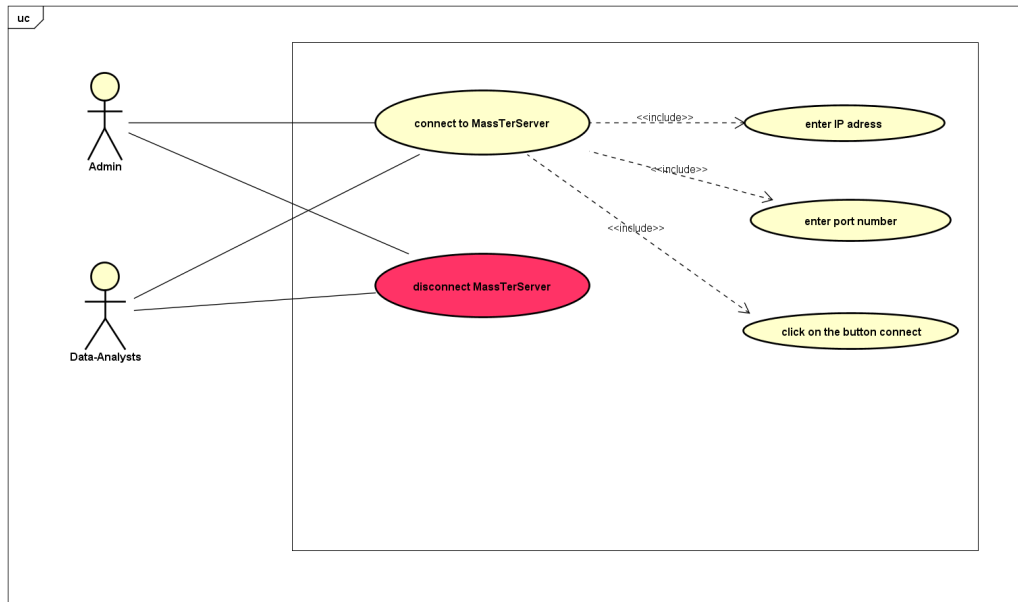 uc
connect to MassTerServer
<<include>>
enter IP adress
Admin
<<include>>
enter port number
<<include>>
disconnect MassTerServer
click on the button connect
Data-Analysts